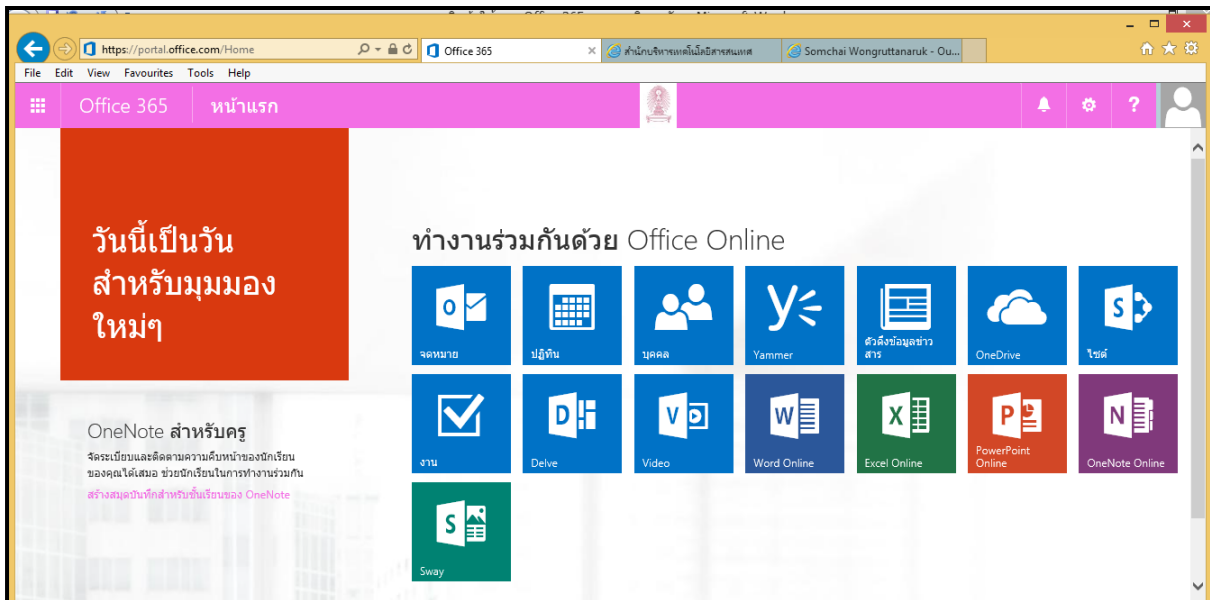 https://portal.office.com/Home
Office 365
สำนักบริหารเทคโนโลยีสารสนเทศ
Somchai Wongruttanaruk - Ou...
File Edit View Favourites Tools Help
Office 365
หน้าแรก
?
วันนี้เป็นวัน
สำหรับมุมมอง
ใหม่ๆ
ทำงานร่วมกันด้วย Office Online
จดหมาย
ปฏิทิน
บุคคล
Yammer
ตัวดึงข้อมูลข่าว
สาร
OneDrive
ไซต์
งาน
Delve
Video
Word Online
Excel Online
PowerPoint
Online
OneNote Online
Sway
OneNote สำหรับครู
จัดระเบียบและติดตามความคืบหน้าของนักเรียน
ของคุณได้เสมอ ช่วยนักเรียนในการทำงานร่วมกัน
สร้างสมุดบันทึกสำหรับชั้นเรียนของ OneNote